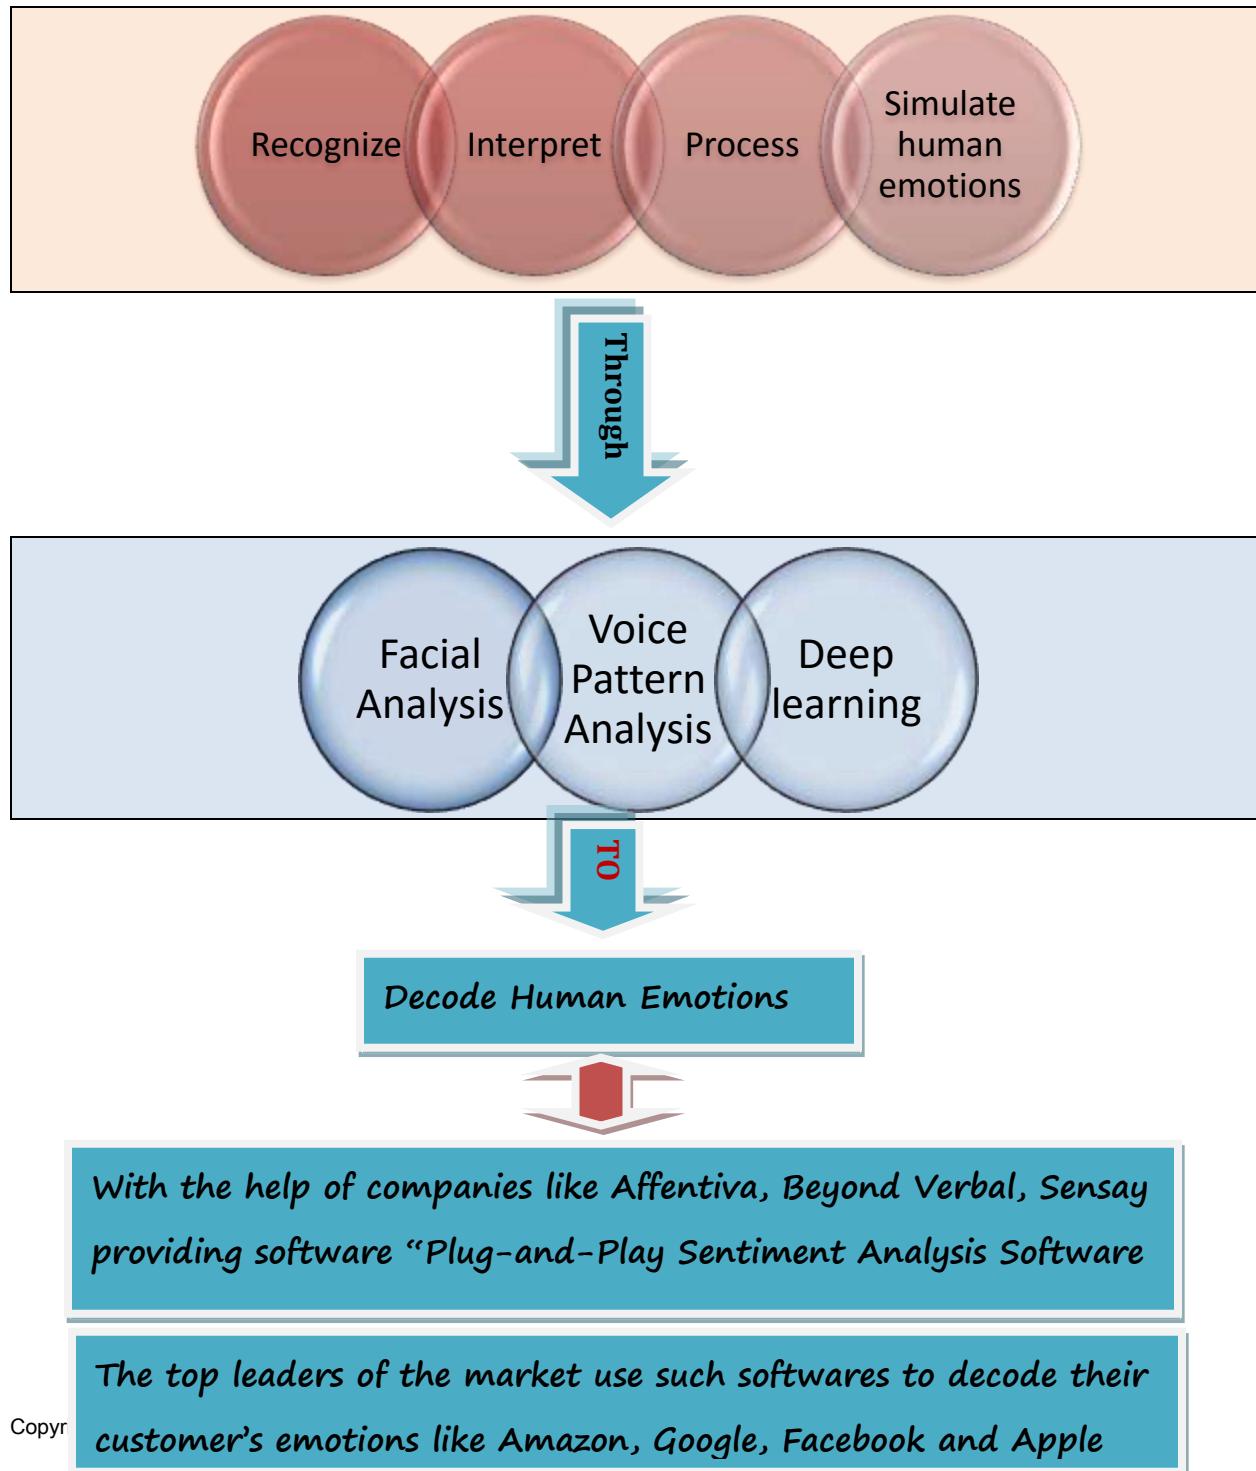 Recognize
Interpret
Process
Simulate
human
emotions
Through
Facial
Analysis
Voice
Pattern
Analysis
Deep
learning
TO
Decode Human Emotions
With the help of companies like Affentiva, Beyond Verbal, Sensay
providing software “Plug-and-Play Sentiment Analysis Software
The top leaders of the market use such softwares to decode their
Copyr
customer’s emotions like Amazon, Google, Facebook and Apple